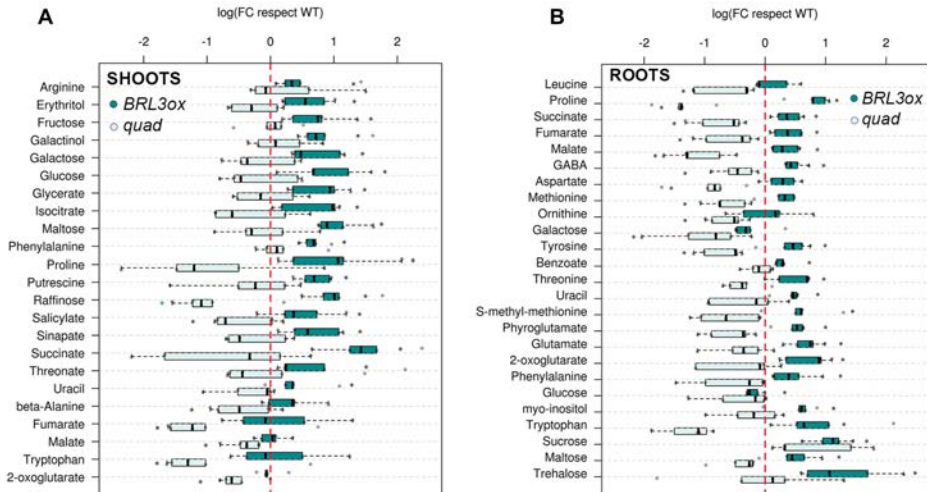 A
log(FC respect WT)
-2 -1 0 1 2
SHOOTS
BRL3ox
quad
Arginine
Erythritol
Fructose
Galactinol
Galactose
Glucose
Glycerate
Isocitrate
Maltose
Phenylalanine
Proline
Putrescine
Raffinose
Salicylate
Sinapate
Succinate
Threonate
Uracil
beta-Alanine
Fumarate
Malate
Tryptophan
2-oxoglutarate
B
log(FC respect WT)
-2 -1 0 1 2
ROOTS
BRL3ox
quad
Leucine
Proline
Succinate
Fumarate
Malate
GABA
Aspartate
Methionine
Ornithine
Galactose
Tyrosine
Benzoate
Threonine
Uracil
S-methyl-methionine
Phyroglutamate
Glutamate
2-oxoglutarate
Phenylalanine
Glucose
myo-inositol
Tryptophan
Sucrose
Maltose
Trehalose